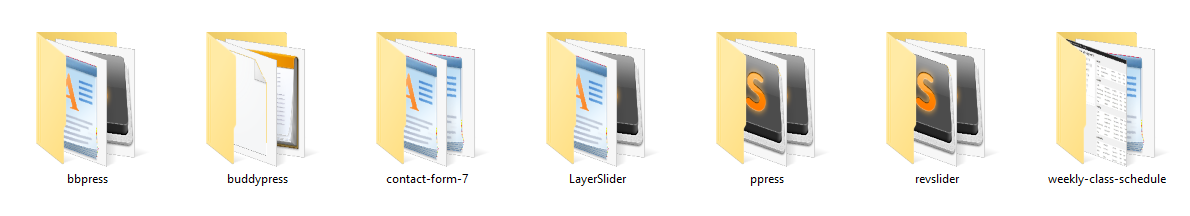 bbpress
buddypress
contact-form-7
LayerSlider
ppress
revslider
weekly-class-schedule